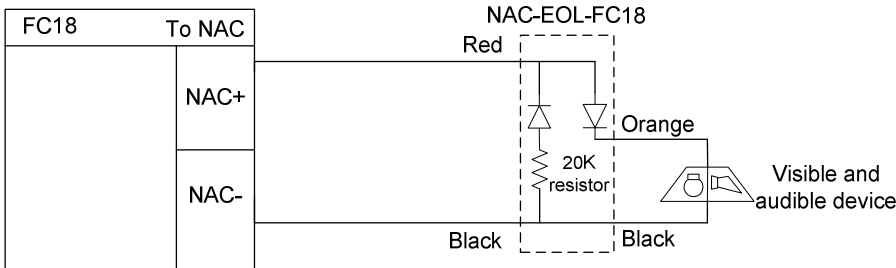 NAC-EOL-FC18
FC18
To NAC
Red
NAC+
Orange
20K
resistor
Visible and
audible device
NAC-
Black
Black